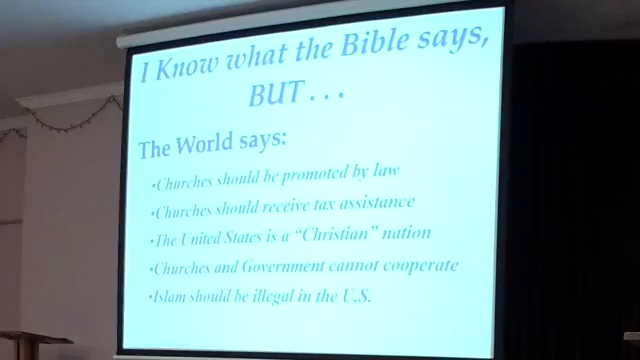 I Know what the Bible says,
BUT . . .
The World says:
•Churches should be promoted by law
•Churches should receive tax assistance
•The United States is a “Christian” nation
•Churches and Government cannot cooperate
•Islam should be illegal in the U.S.